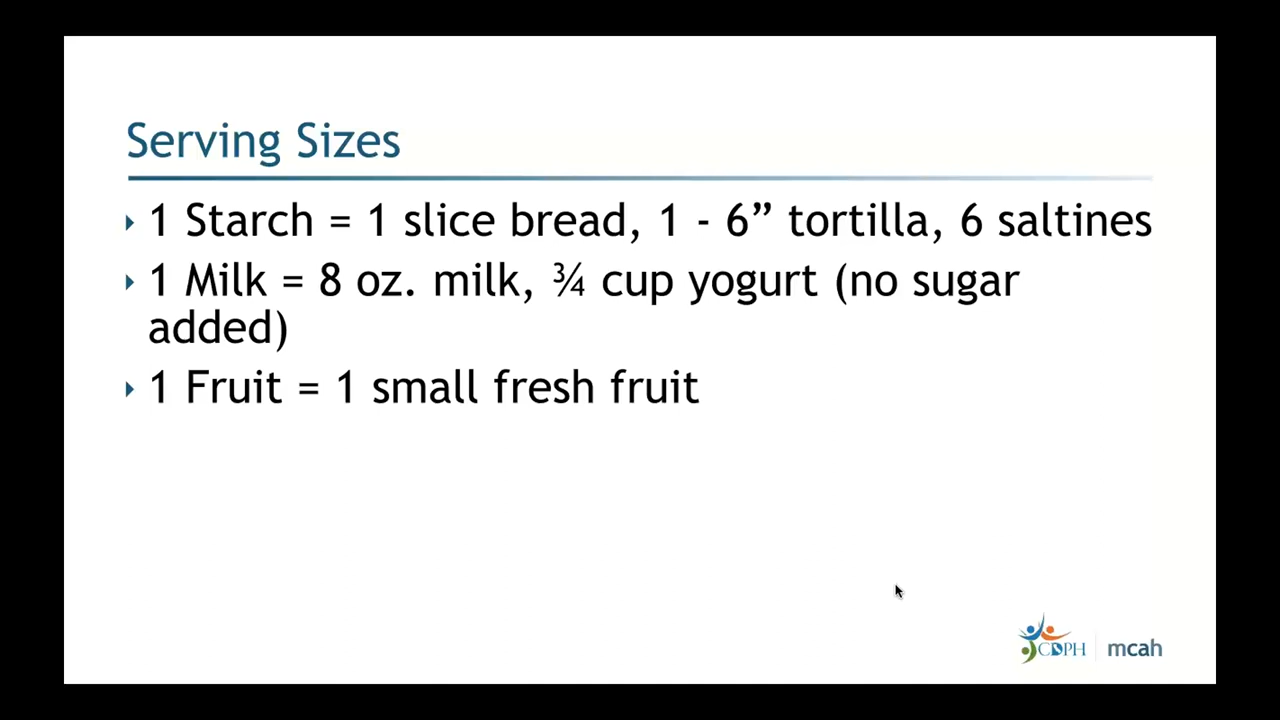 Serving Sizes
1 Starch = 1 slice bread, 1 - 6” tortilla, 6 saltines
1 Milk = 8 oz. milk, ¾ cup yogurt (no sugar
added)
1 Fruit = 1 small fresh fruit
CDPH mcah